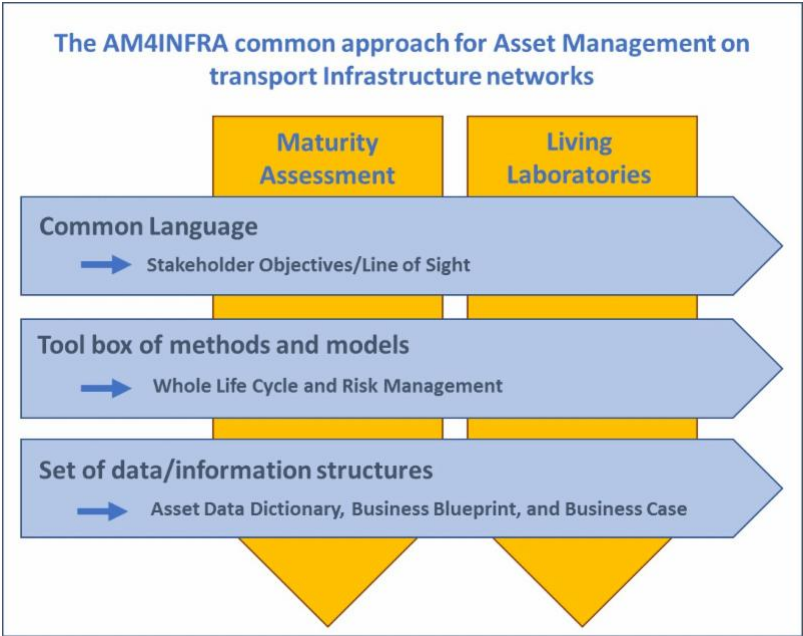 The AM4INFRA common approach for Asset Management on
transport Infrastructure networks
Maturity
Assessment
Living
Laboratories
Common Language
Stakeholder Objectives/Line of Sight
Tool box of methods and models
Whole Life Cycle and Risk Management
Set of data/information structures
Asset Data Dictionary, Business Blueprint, and Business Case